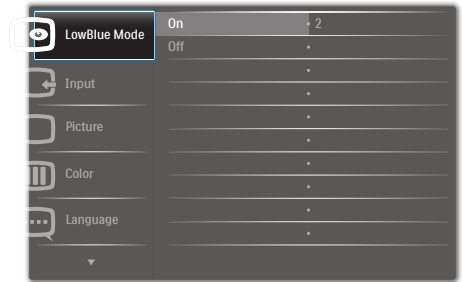 LowBlue Mode
On 2
Off
Input
Picture
Color
Language